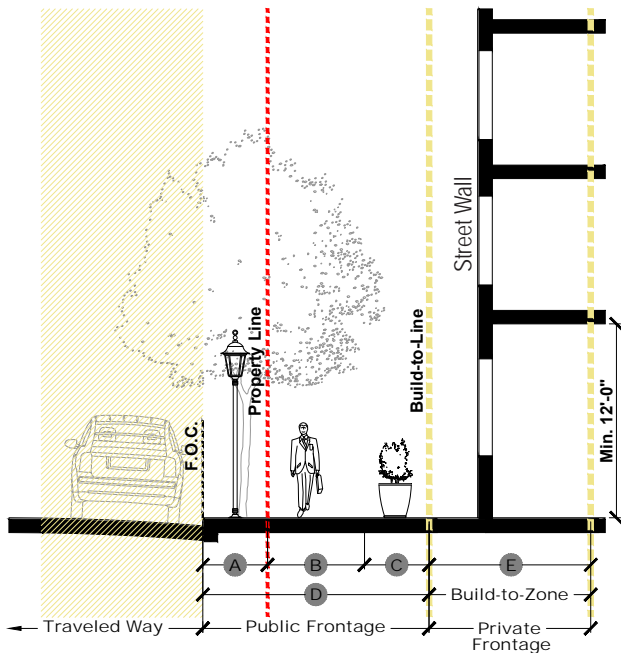 Street Wall
Property Line
Build-to-Line
F.O.C.
Min. 12'-0"
A
B
C
E
D
Build-to-Zone
Traveled Way
Public Frontage
Private
Frontage